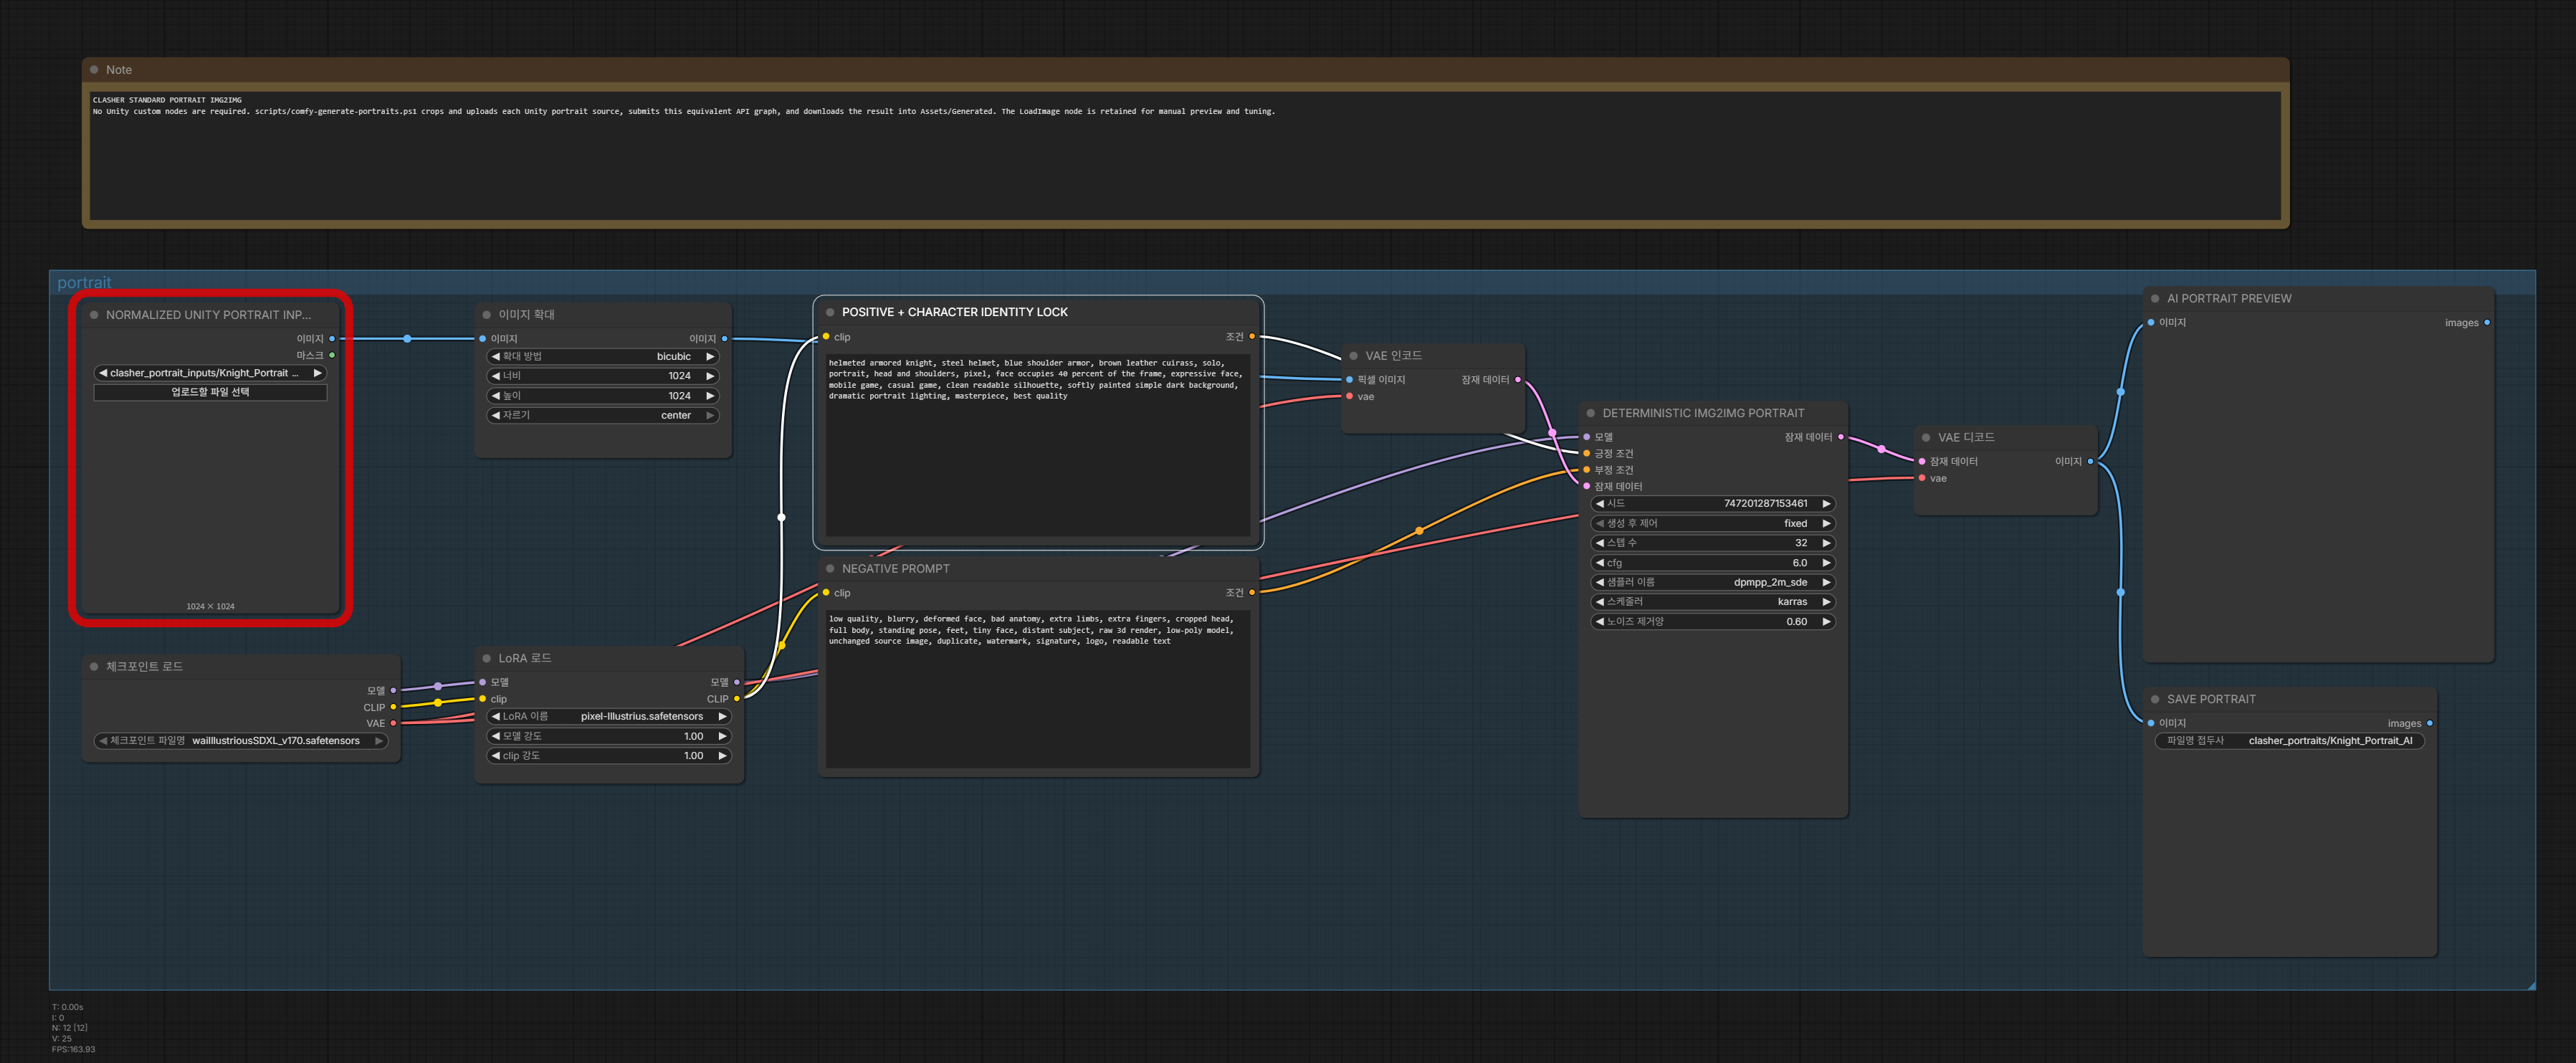 Note
CLASHER STANDARD PORTRAIT IMG2IMG
No Unity custom nodes are required. scripts/comfy-generate-portraits.ps1 crops and uploads each Unity portrait source, submits this equivalent API graph, and downloads the result into Assets/Generated. The LoadImage node is retained for manual preview and tuning.
portrait
NORMALIZED UNITY PORTRAIT INP...
이미지
마스크
clasher_portrait_inputs/Knight_Portrait ...
업로드할 파일 선택
1024 × 1024
이미지 확대
이미지 이미지
확대 방법 bicubic
너비 1024
높이 1024
자르기 center
체크포인트 로드
모델
CLIP
VAE
체크포인트 파일명 waiIllustriousSDXL_v170.safetensors
LoRA 로드
모델 모델
clip CLIP
LoRA 이름 pixel-Illustrius.safetensors
모델 강도 1.00
clip 강도 1.00
POSITIVE + CHARACTER IDENTITY LOCK
clip 조건
helmeted armored knight, steel helmet, blue shoulder armor, brown leather cuirass, solo,
portrait, head and shoulders, pixel, face occupies 40 percent of the frame, expressive face,
mobile game, casual game, clean readable silhouette, softly painted simple dark background,
dramatic portrait lighting, masterpiece, best quality
NEGATIVE PROMPT
clip 조건
low quality, blurry, deformed face, bad anatomy, extra limbs, extra fingers, cropped head,
full body, standing pose, feet, tiny face, distant subject, raw 3d render, low-poly model,
unchanged source image, duplicate, watermark, signature, logo, readable text
VAE 인코드
픽셀 이미지 잠재 데이터
vae
DETERMINISTIC IMG2IMG PORTRAIT
모델 잠재 데이터
긍정 조건
부정 조건
잠재 데이터
시드 747201287153461
생성 후 제어 fixed
스텝 수 32
cfg 6.0
샘플러 이름 dpmpp_2m_sde
스케줄러 karras
노이즈 제거양 0.60
VAE 디코드
잠재 데이터 이미지
vae
AI PORTRAIT PREVIEW
이미지 images
SAVE PORTRAIT
이미지 images
파일명 접두사 clasher_portraits/Knight_Portrait_AI
T: 0.00s
I: 0
N: 12 [12]
V: 25
FPS:163.93